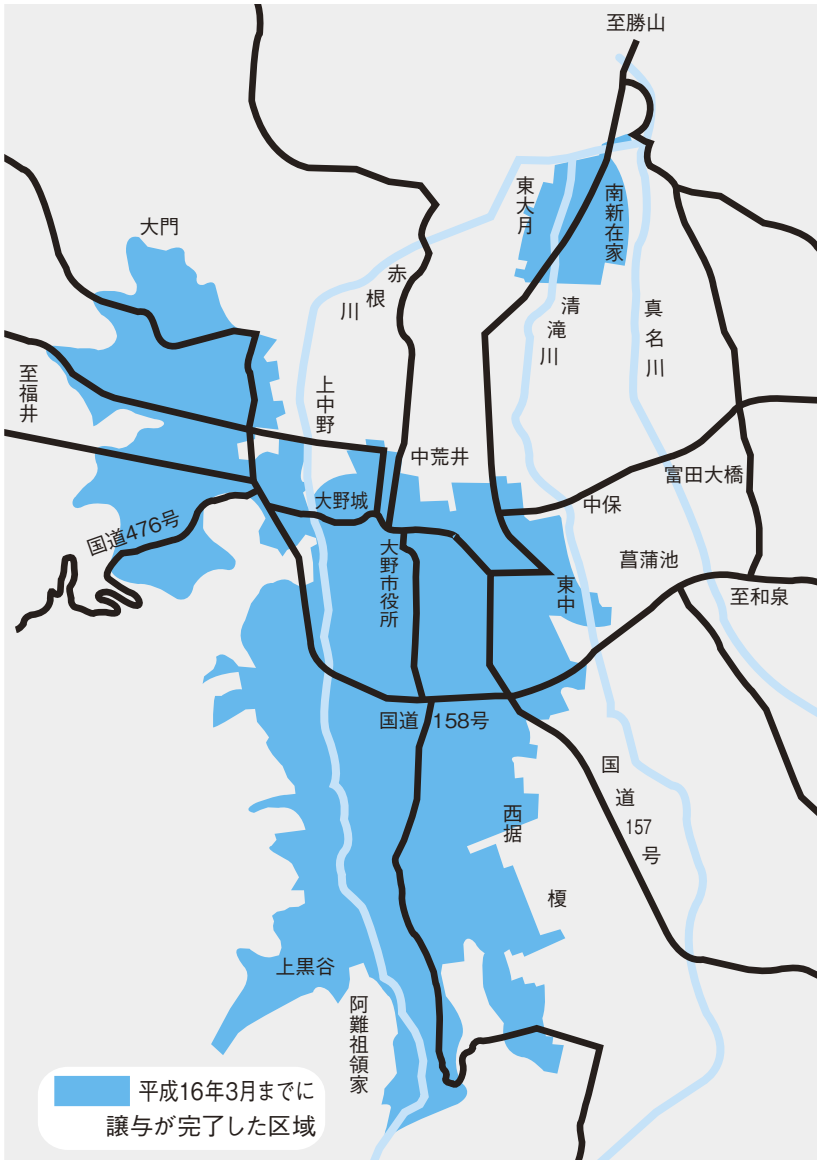 至勝山
東大月
南新在家
大門
赤根川
清滝川
真名川
至福井
上中野
中荒井
富田大橋
大野城
中保
国道476号
大野市役所
菖蒲池
東中
至和泉
国道158号
国道157号
西据
榎
上黒谷
阿難祖領家
平成16年3月までに
譲与が完了した区域